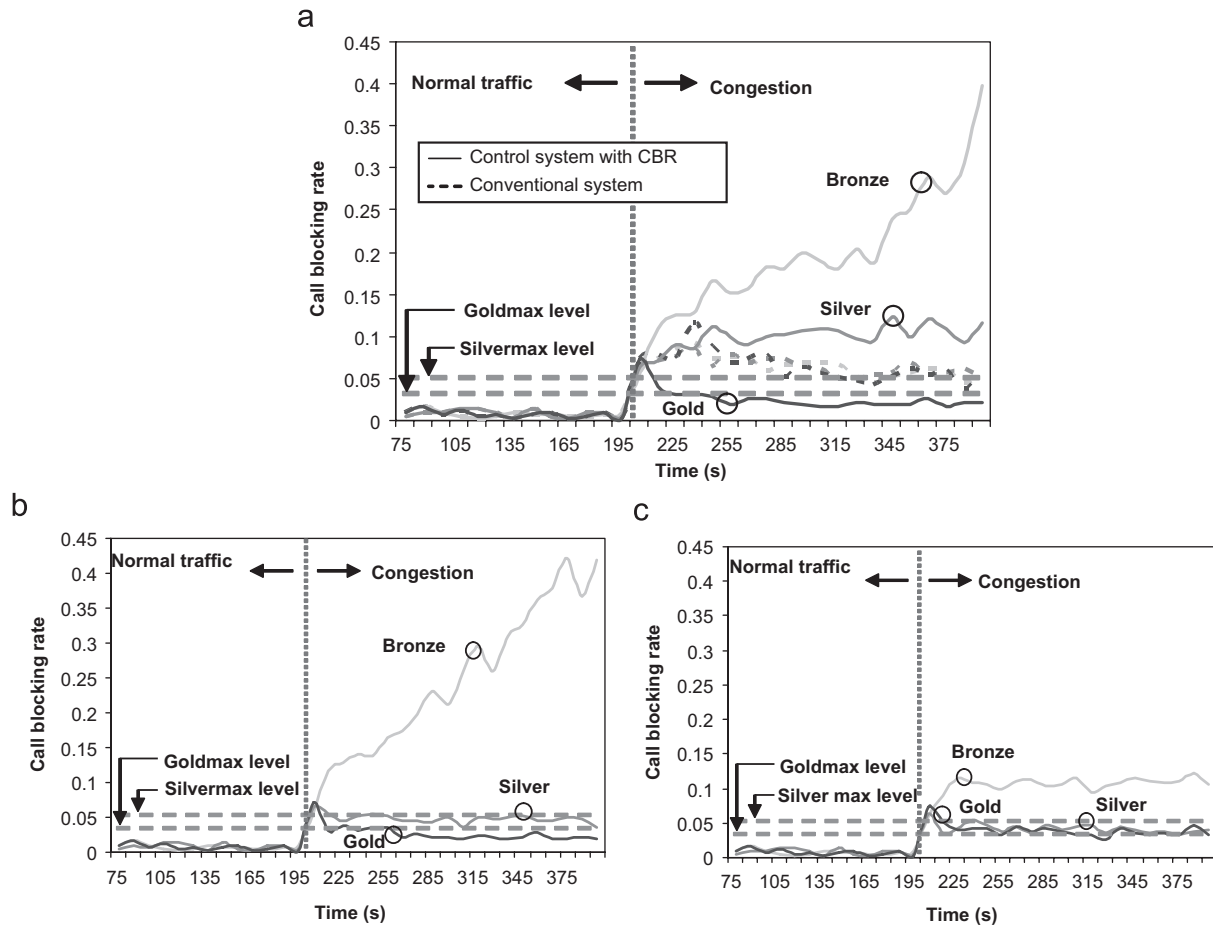 a
0.45
0.4
0.35
0.3
0.25
0.2
0.15
0.1
0.05
0
Call blocking rate
Normal traffic
Congestion
Control system with CBR
Conventional system
Bronze
Silver
Goldmax level
Silvermax level
Gold
75 105 135 165 195 225 255 285 315 345 375
Time (s)
b
0.45
0.4
0.35
0.3
0.25
0.2
0.15
0.1
0.05
0
Call blocking rate
Normal traffic
Congestion
Bronze
Goldmax level
Silvermax level
Silver
Gold
75 105 135 165 195 225 255 285 315 345 375
Time (s)
c
0.45
0.4
0.35
0.3
0.25
0.2
0.15
0.1
0.05
0
Call blocking rate
Normal traffic
Congestion
Bronze
Goldmax level
Silver max level
Gold
Silver
75 105 135 165 195 225 255 285 315 345 375
Time (s)